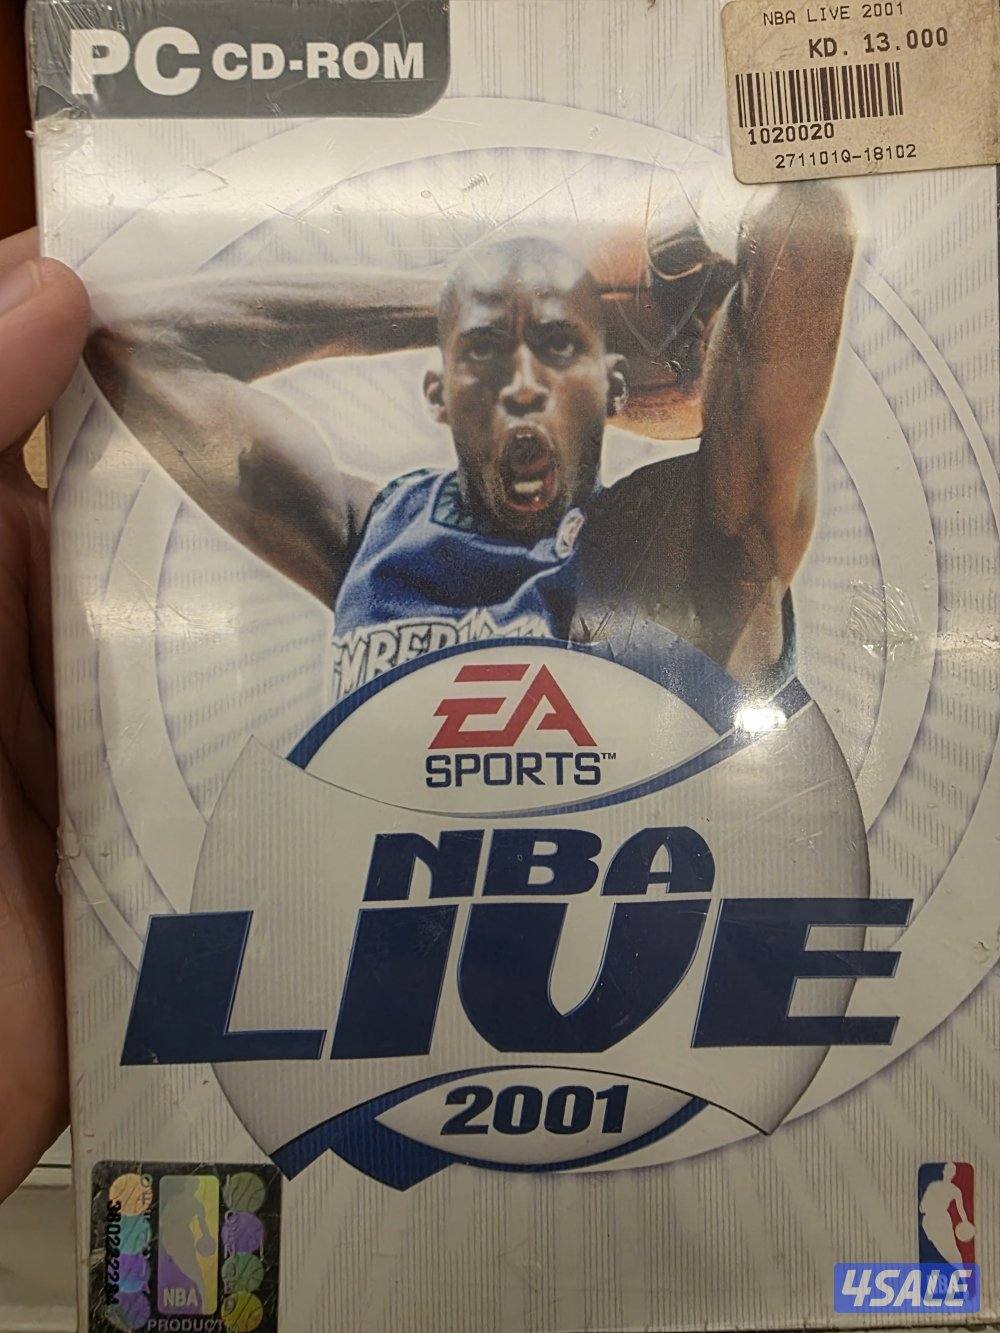 NBA LIVE 2001
KD. 13.000
PC CD-ROM
1020020
271101Q-18102
EA
SPORTS™
NBA
LIVE
2001
NBA
PRODUCT
4SALE